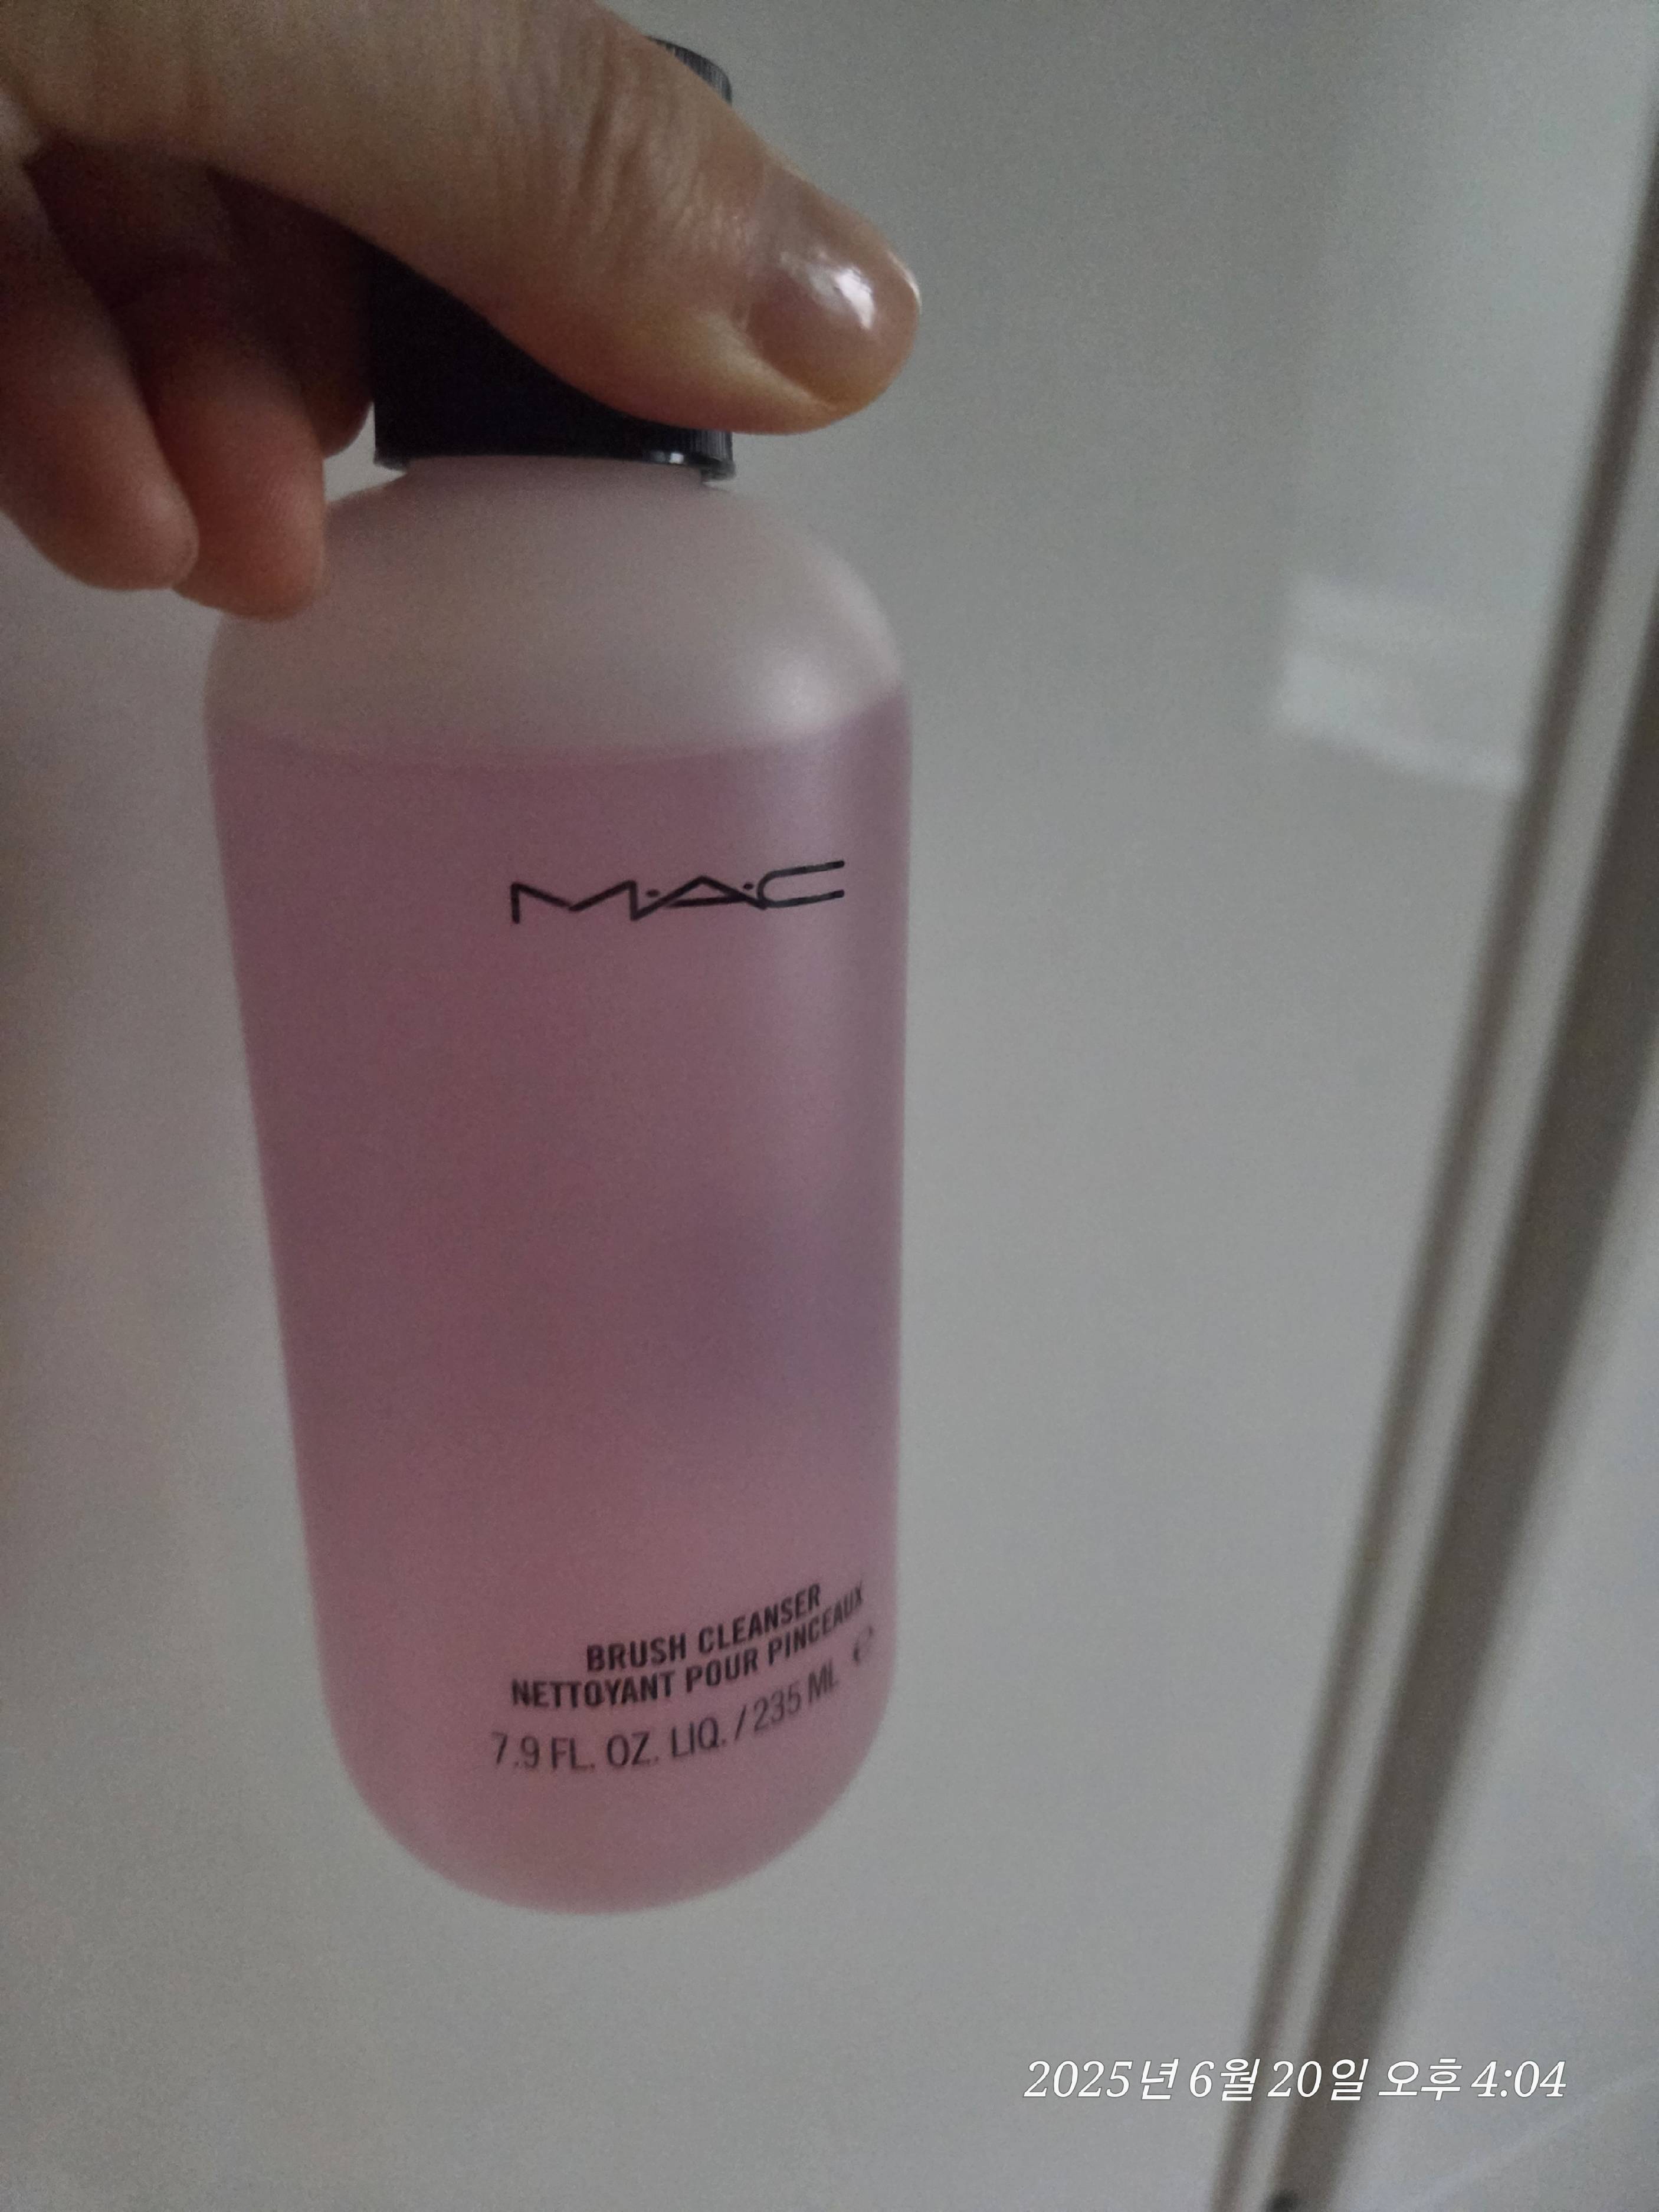 M·A·C
BRUSH CLEANSER
NETTOYANT POUR PINCEAUX
7.9 FL. OZ. LIQ. / 235 ML ℮
2025년 6월 20일 오후 4:04